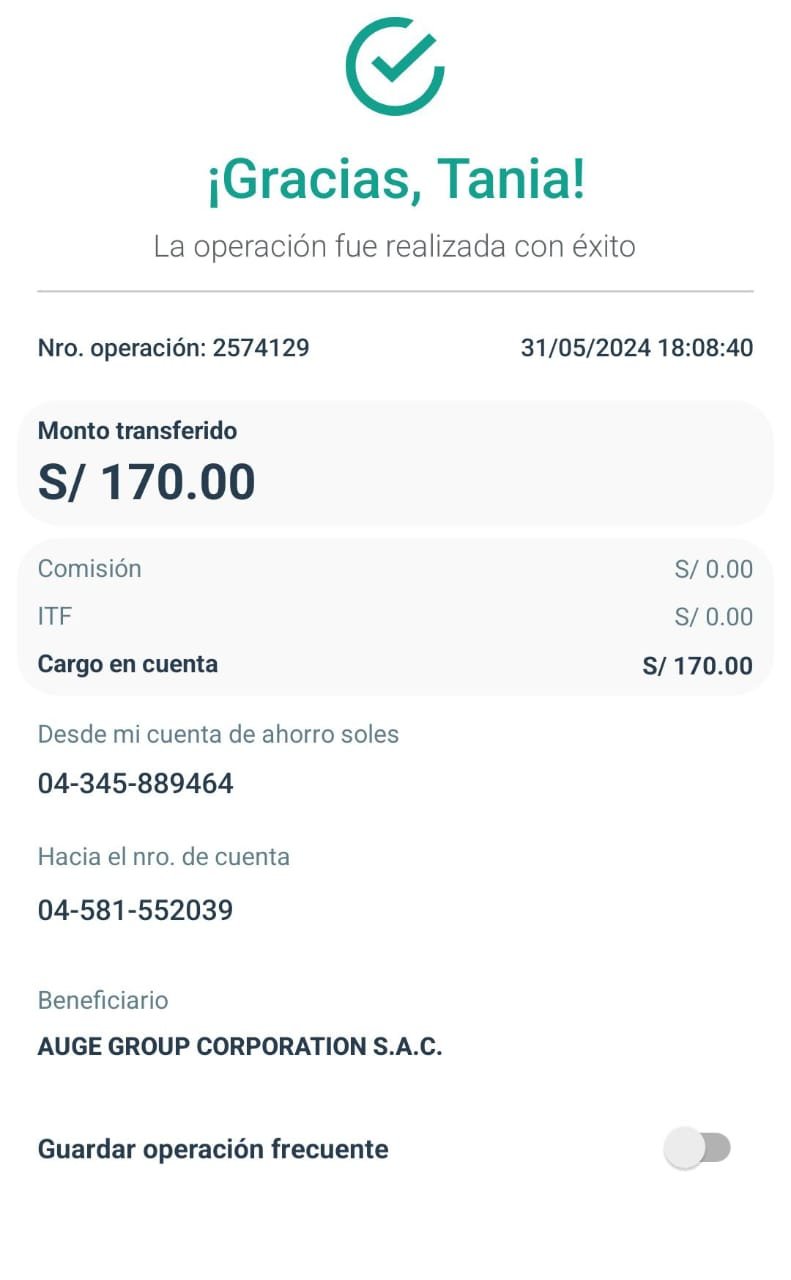 ¡Gracias, Tania!
La operación fue realizada con éxito
Nro. operación: 2574129 31/05/2024 18:08:40
Monto transferido
S/ 170.00
Comisión S/ 0.00
ITF S/ 0.00
Cargo en cuenta S/ 170.00
Desde mi cuenta de ahorro soles
04-345-889464
Hacia el nro. de cuenta
04-581-552039
Beneficiario
AUGE GROUP CORPORATION S.A.C.
Guardar operación frecuente